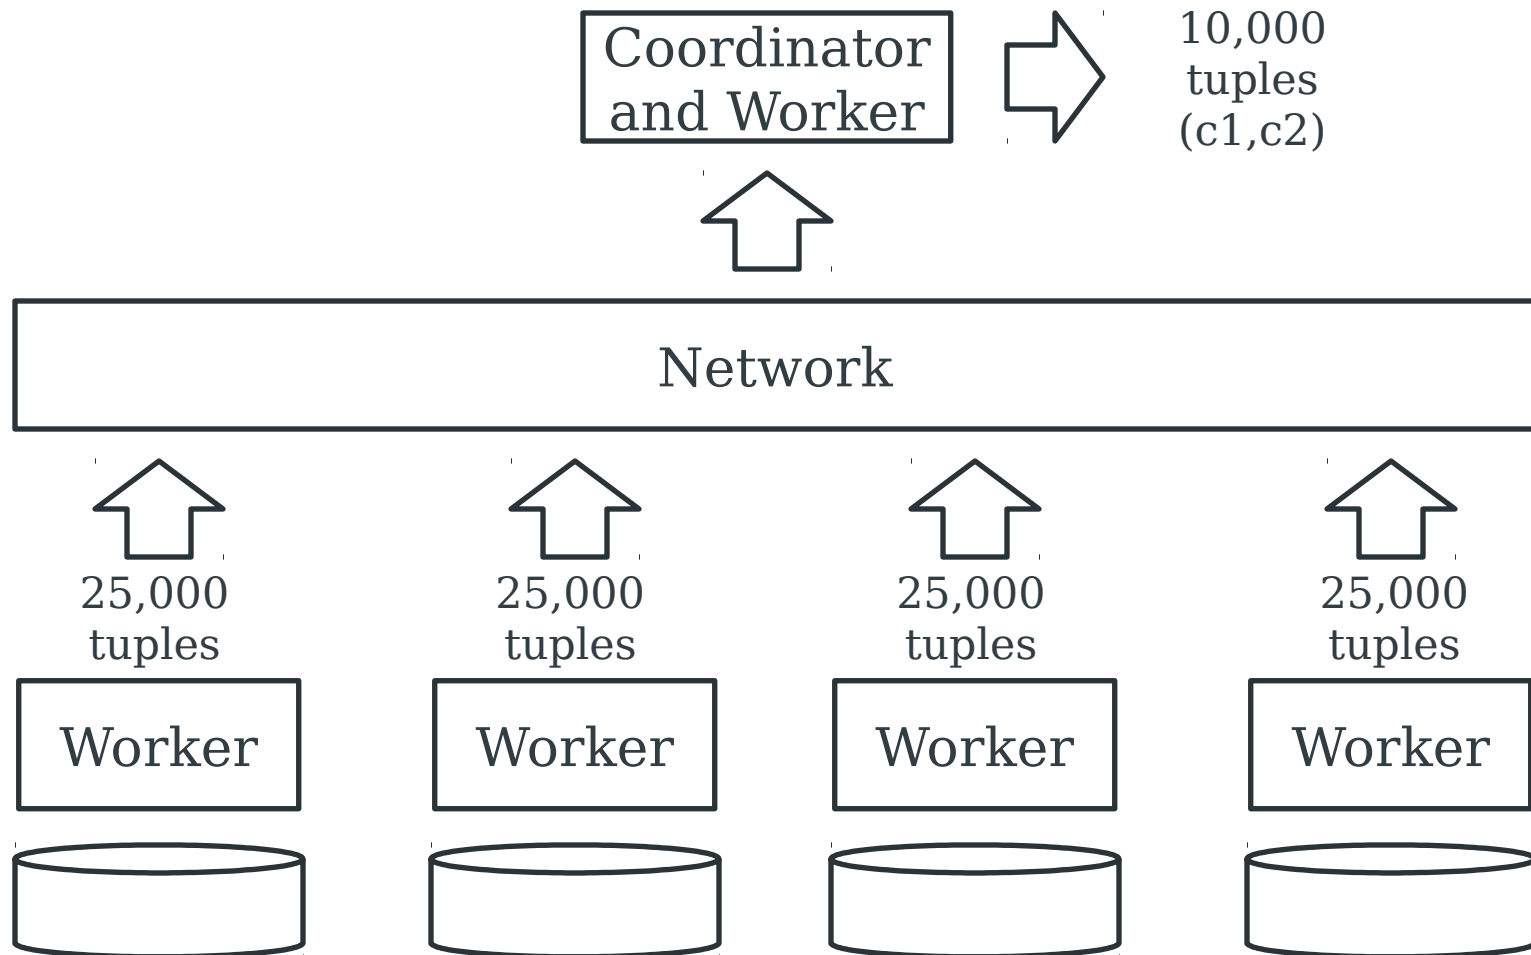 Coordinator
and Worker
10,000
tuples
(c1,c2)
Network
25,000
tuples
25,000
tuples
25,000
tuples
25,000
tuples
Worker
Worker
Worker
Worker